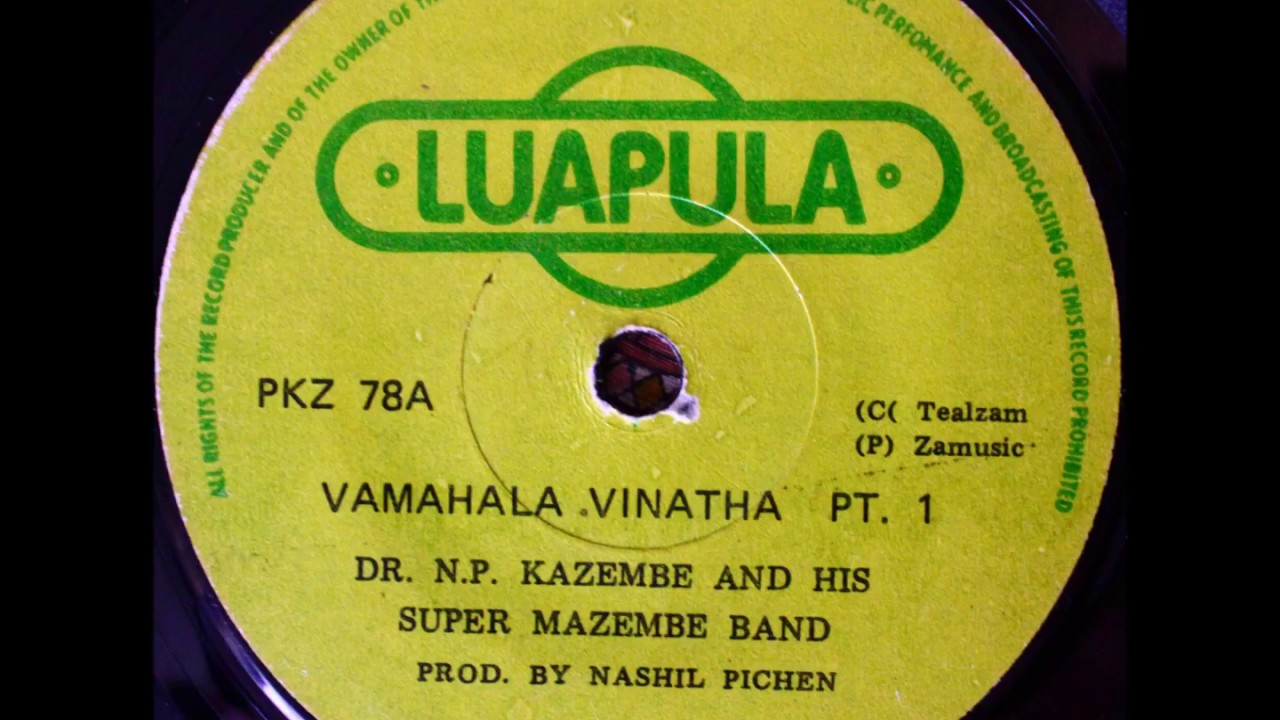 ALL RIGHTS OF THE RECORD PRODUCER AND OF THE OWNER OF
PERFOMANCE AND BROADCASTING OF THIS RECORD PROHIBITED
LUAPULA
PKZ 78A
(C( Tealzam
(P) Zamusic
VAMAHALA VINATHA PT. 1
DR. N.P. KAZEMBE AND HIS
SUPER MAZEMBE BAND
PROD. BY NASHIL PICHEN